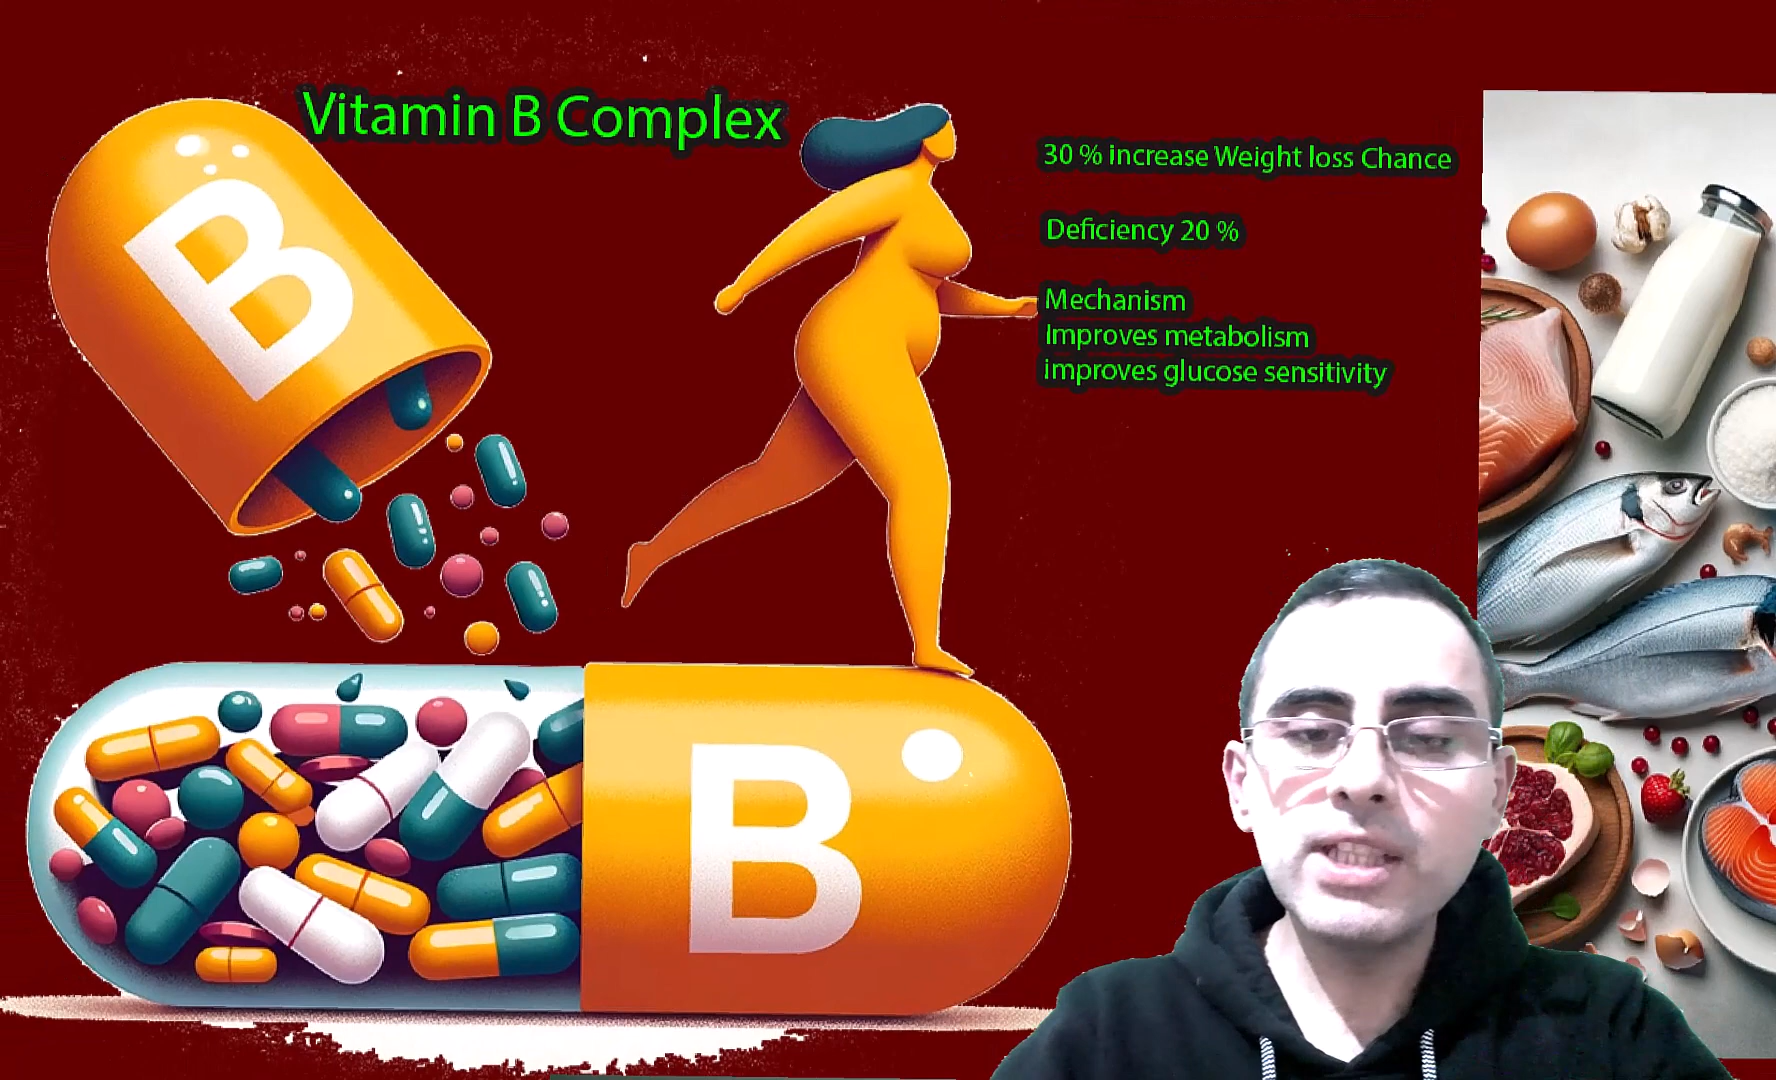 Vitamin B Complex
B
30 % increase Weight loss Chance
Deficiency 20 %
Mechanism
Improves metabolism
improves glucose sensitivity
B